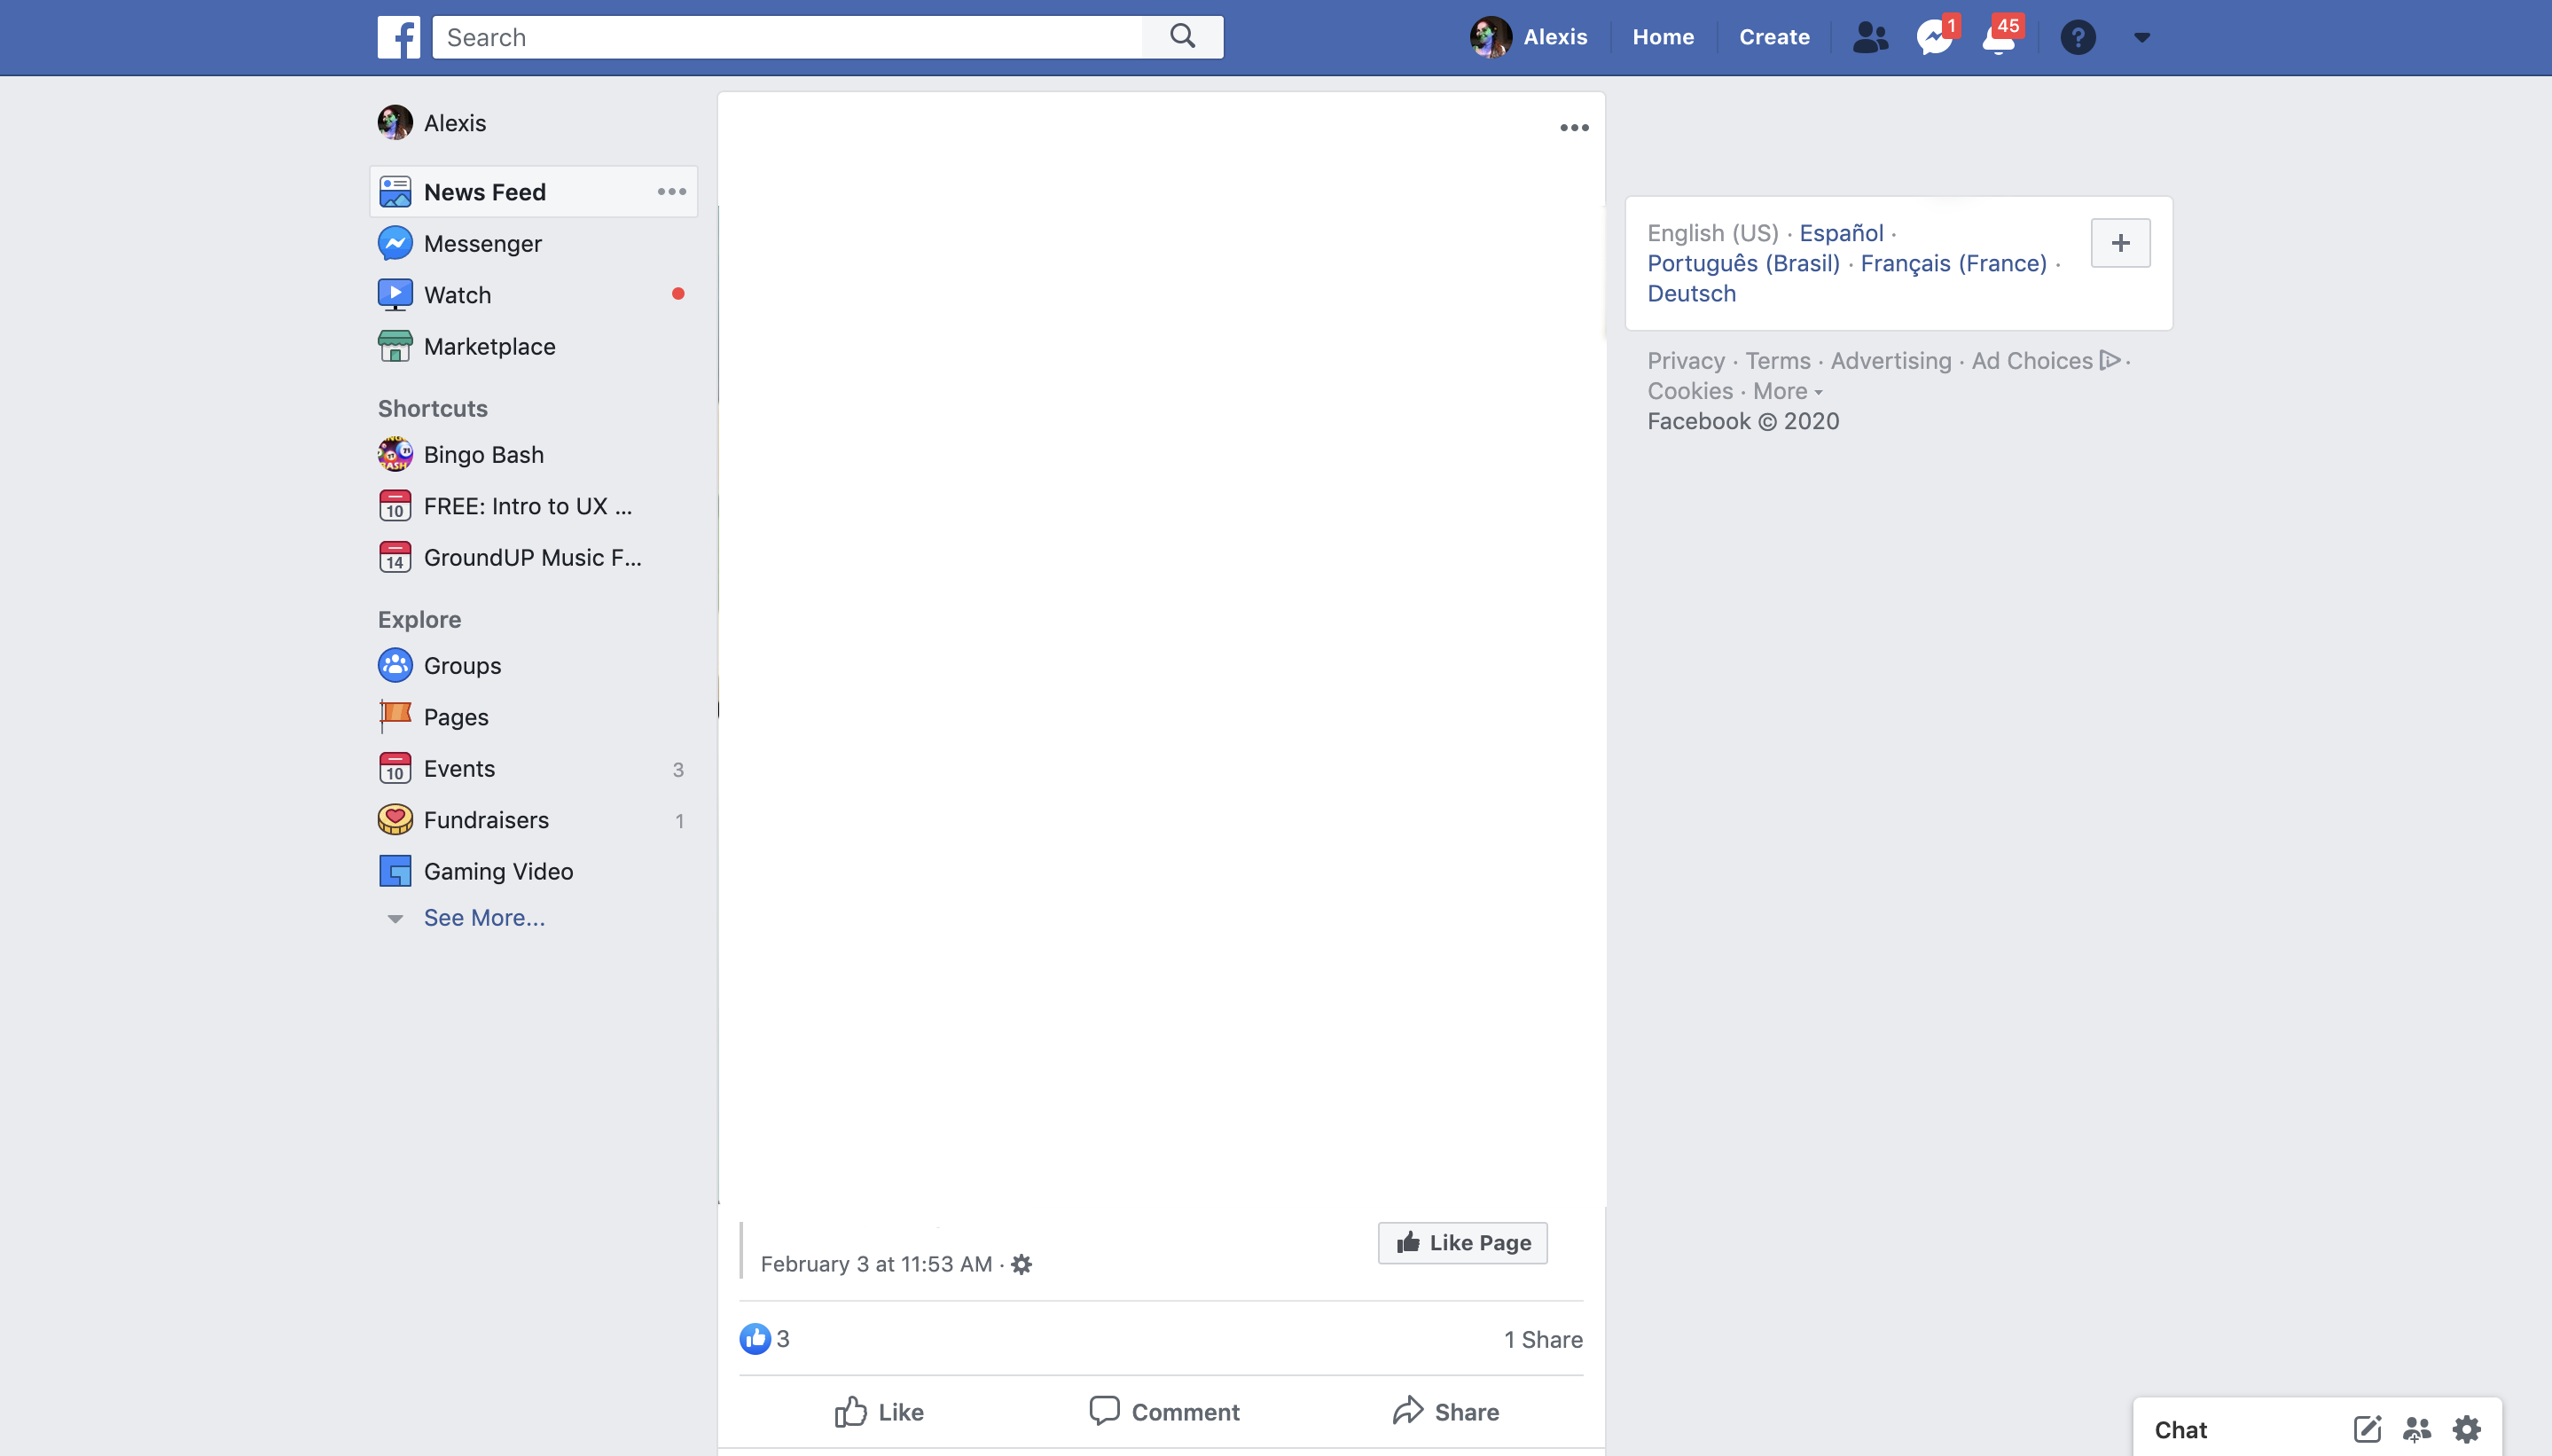 Search
Alexis
Home
Create
1
45
Alexis
News Feed
Messenger
Watch
Marketplace
Shortcuts
Bingo Bash
10 FREE: Intro to UX ...
14 GroundUP Music F...
Explore
Groups
Pages
10 Events 3
Fundraisers 1
Gaming Video
See More...
February 3 at 11:53 AM ·
Like Page
3
1 Share
Like
Comment
Share
English (US) · Español ·
Português (Brasil) · Français (France) ·
Deutsch
+
Privacy · Terms · Advertising · Ad Choices ·
Cookies · More
Facebook © 2020
Chat